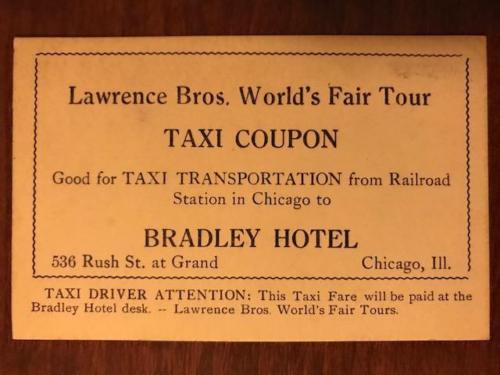 Lawrence Bros. World's Fair Tour
TAXI COUPON
Good for TAXI TRANSPORTATION from Railroad
Station in Chicago to
BRADLEY HOTEL
536 Rush St. at Grand Chicago, Ill.
TAXI DRIVER ATTENTION: This Taxi Fare will be paid at the
Bradley Hotel desk. -- Lawrence Bros. World's Fair Tours.